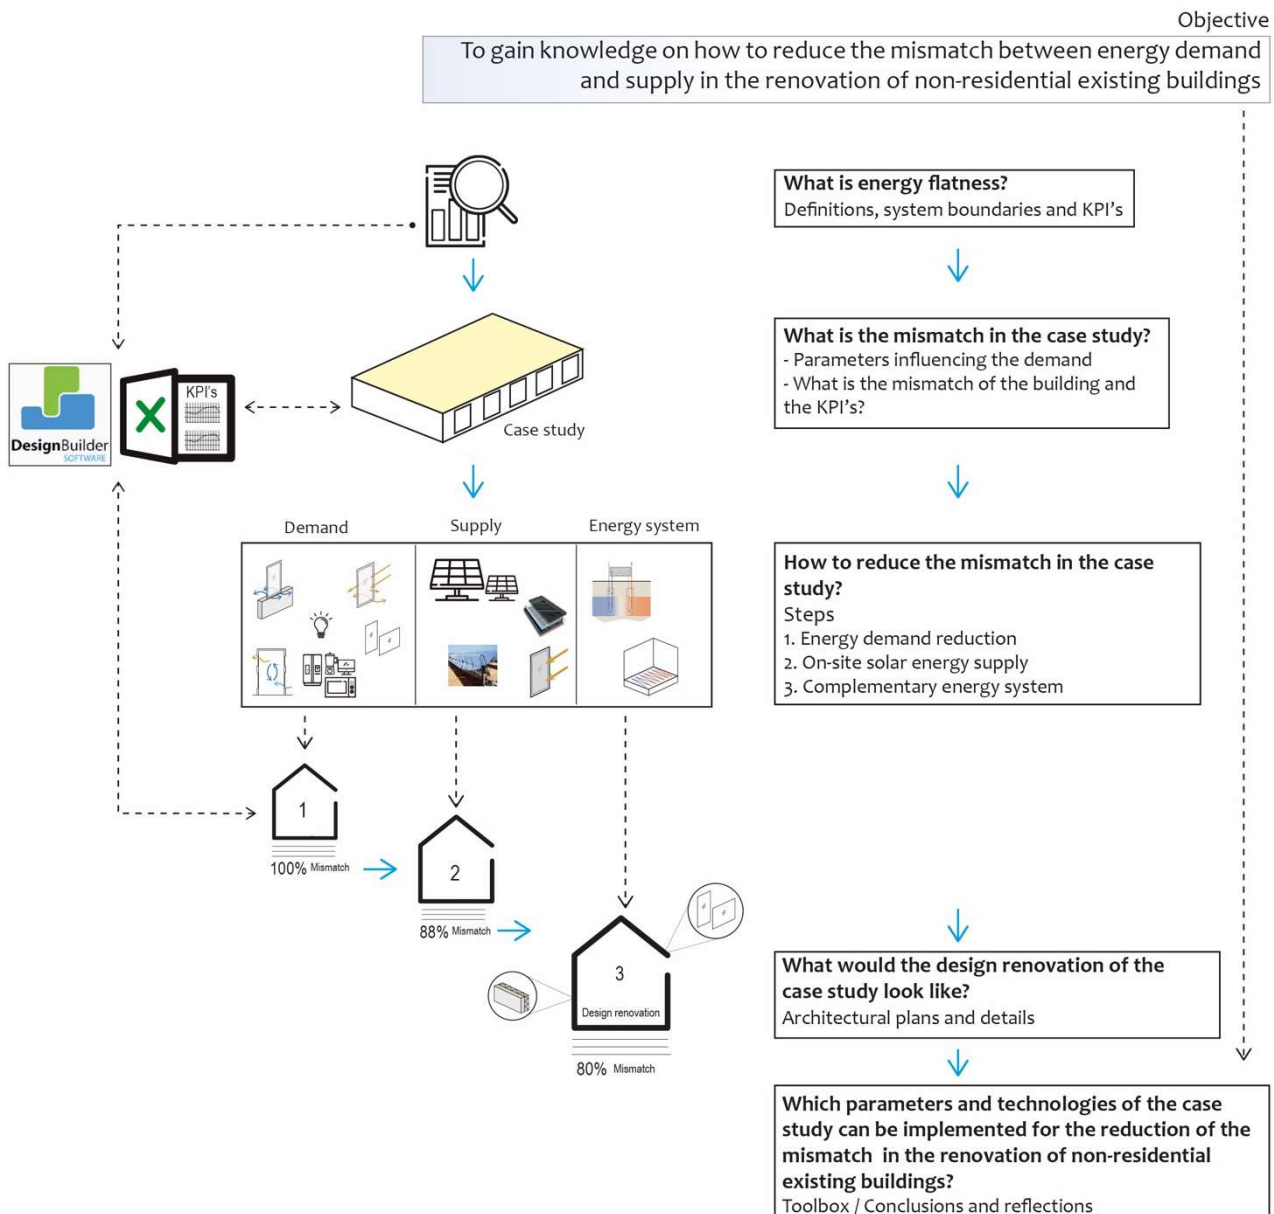 Objective
To gain knowledge on how to reduce the mismatch between energy demand
and supply in the renovation of non-residential existing buildings
What is energy flatness?
Definitions, system boundaries and KPI's
What is the mismatch in the case study?
- Parameters influencing the demand
- What is the mismatch of the building and
the KPI's?
KPI's
DesignBuilder
SOFTWARE
Case study
Demand
Supply
Energy system
How to reduce the mismatch in the case
study?
Steps
1. Energy demand reduction
2. On-site solar energy supply
3. Complementary energy system
1
100% Mismatch
2
88% Mismatch
3
Design renovation
80% Mismatch
What would the design renovation of the
case study look like?
Architectural plans and details
Which parameters and technologies of the case
study can be implemented for the reduction of the
mismatch in the renovation of non-residential
existing buildings?
Toolbox / Conclusions and reflections